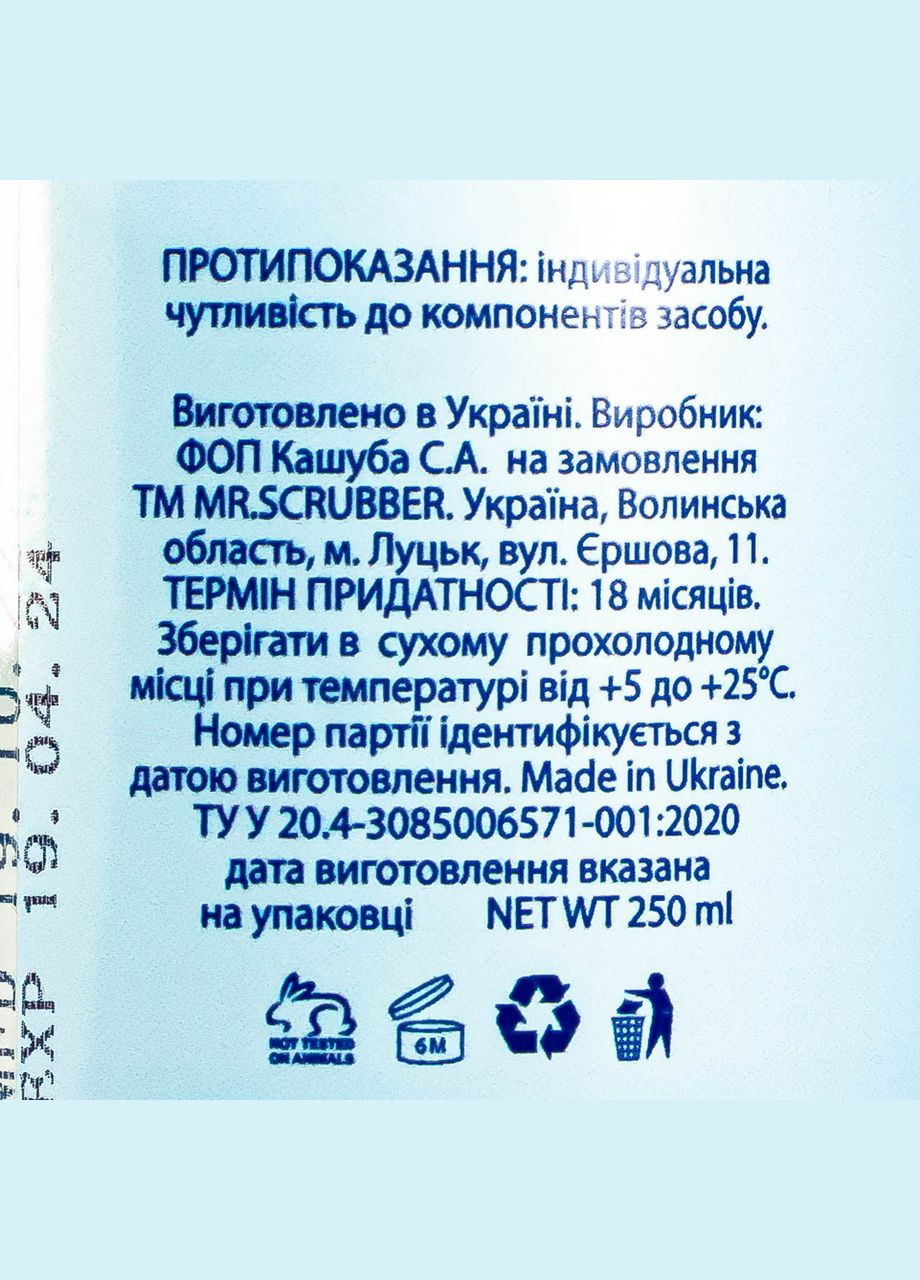 ПРОТИПОКАЗАННЯ: індивідуальна
чутливість до компонентів засобу.
Виготовлено в Україні. Виробник:
ФОП Кашуба С.А. на замовлення
ТМ MR.SCRUBBER. Україна, Волинська
область, м. Луцьк, вул. Єршова, 11.
ТЕРМІН ПРИДАТНОСТІ: 18 місяців.
Зберігати в сухому прохолодному
місці при температурі від +5 до +25°С.
Номер партії ідентифікується з
датою виготовлення. Made in Ukraine.
ТУ У 20.4-3085006571-001:2020
дата виготовлення вказана
на упаковці NET WT 250 ml
NOT TESTED
ON ANIMALS
6M
19.04.24